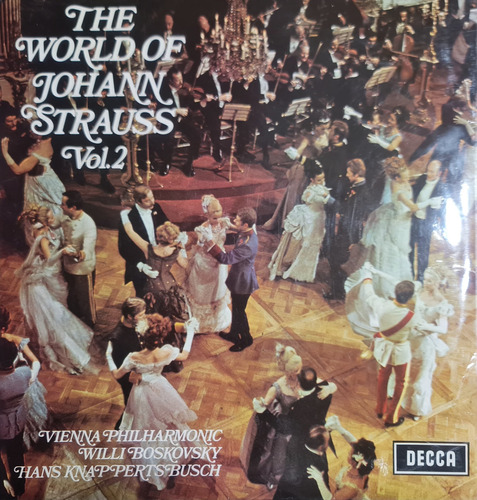 THE
WORLD OF
JOHANN
STRAUSS
Vol.2
VIENNA PHILHARMONIC
WILLI BOSKOVSKY
HANS KNAPPERTSBUSCH
DECCA